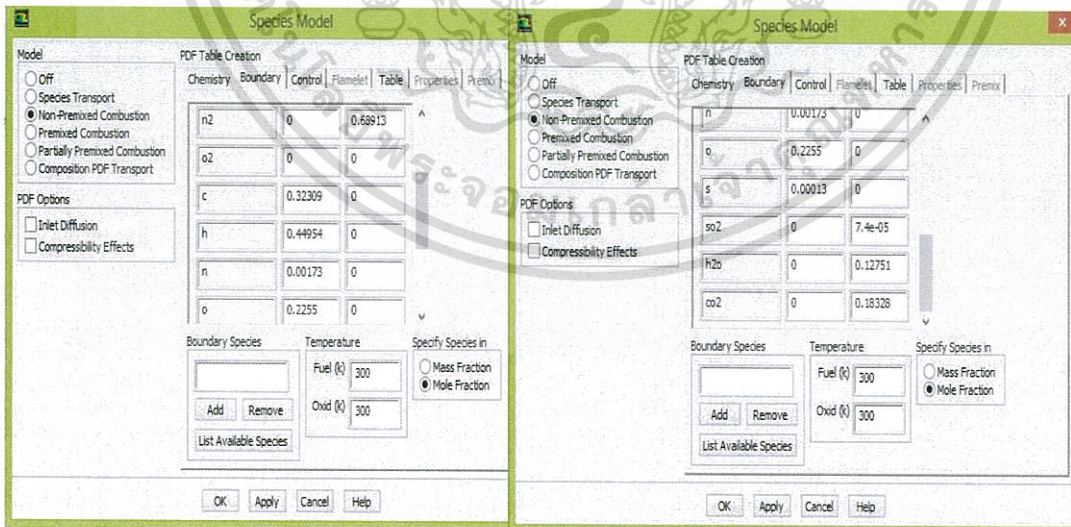 Species Model
Model
Off
Species Transport
Non-Premixed Combustion
Premixed Combustion
Partially Premixed Combustion
Composition PDF Transport
PDF Options
Inlet Diffusion
Compressibility Effects
PDF Table Creation
Chemistry Boundary Control Flamelet Table Properties Premix
n2 0 0.68913
o2 0 0
c 0.32309 0
h 0.44954 0
n 0.00173 0
o 0.2255 0
Boundary Species
Add Remove
List Available Species
Temperature
Fuel (k) 300
Oxid (k) 300
Specify Species in
Mass Fraction
Mole Fraction
OK Apply Cancel Help
Species Model
x
Model
Off
Species Transport
Non-Premixed Combustion
Premixed Combustion
Partially Premixed Combustion
Composition PDF Transport
PDF Options
Inlet Diffusion
Compressibility Effects
PDF Table Creation
Chemistry Boundary Control Flamelet Table Properties Premix
n 0.00173 0
o 0.2255 0
s 0.00013 0
so2 0 7.4e-05
h2o 0 0.12751
co2 0 0.18328
Boundary Species
Add Remove
List Available Species
Temperature
Fuel (k) 300
Oxid (k) 300
Specify Species in
Mass Fraction
Mole Fraction
OK Apply Cancel Help